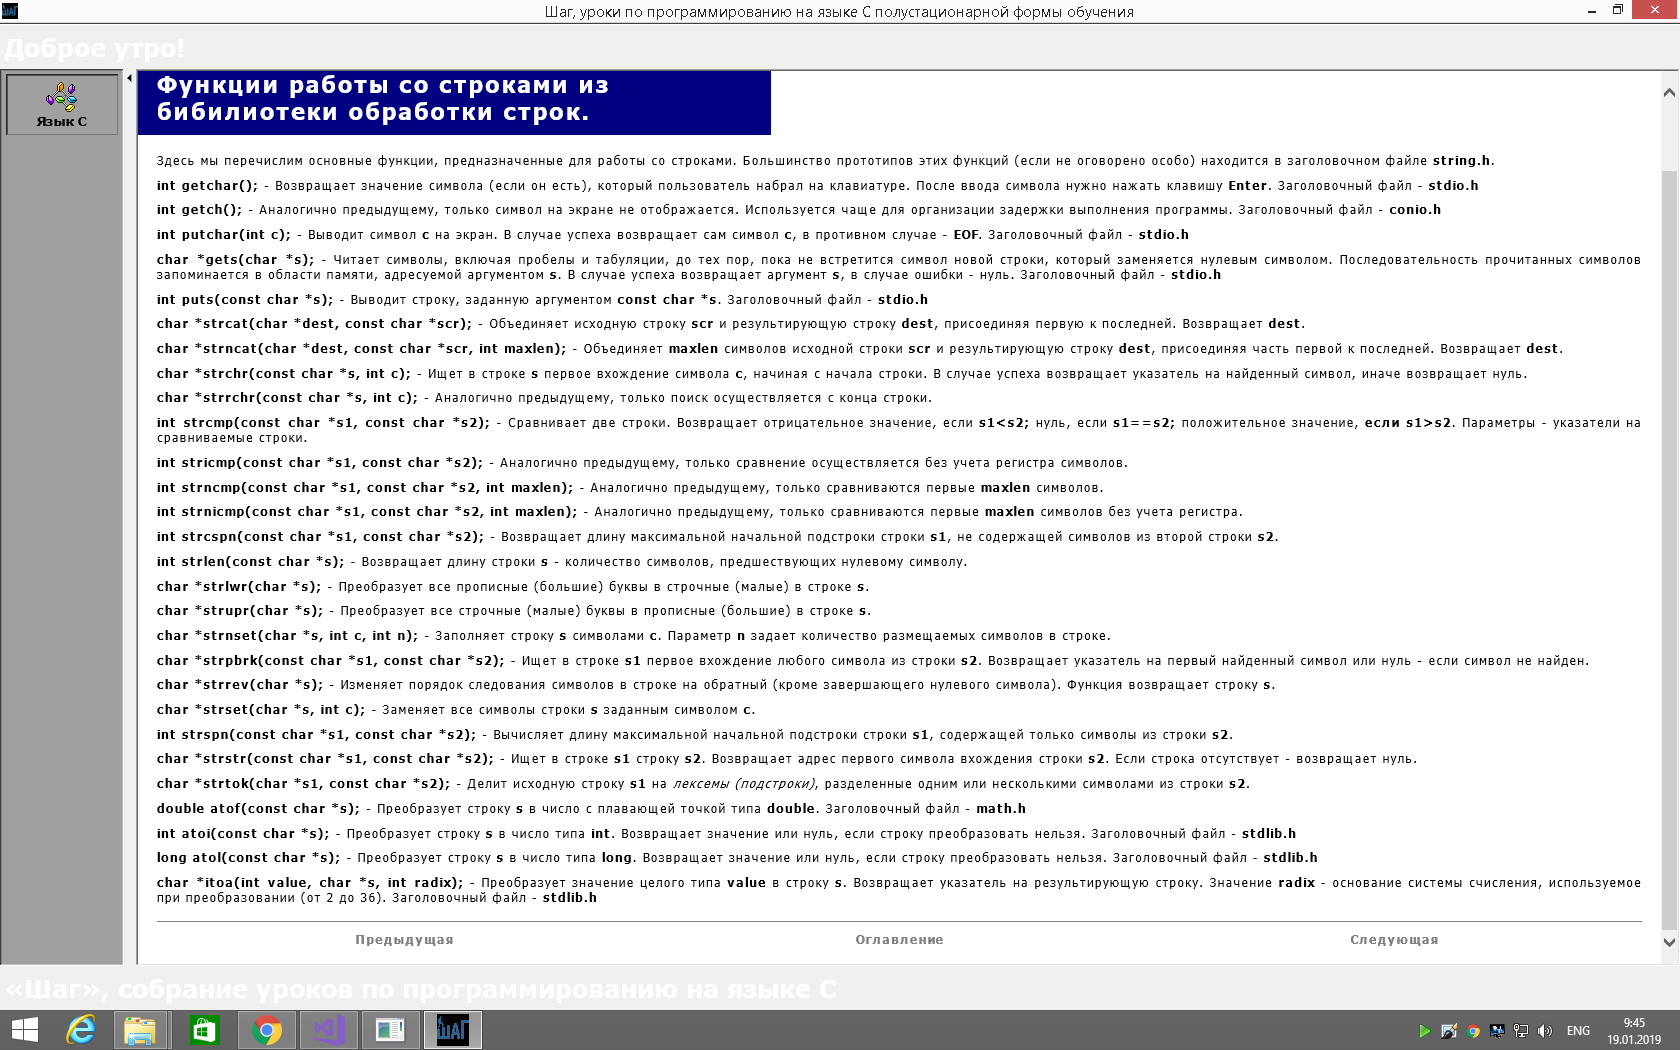 Шаг, уроки по программированию на языке С полустационарной формы обучения
Доброе утро!
Язык С
Функции работы со строками из
бибилиотеки обработки строк.
Здесь мы перечислим основные функции, предназначенные для работы со строками. Большинство прототипов этих функций (если не оговорено особо) находится в заголовочном файле string.h.
int getchar(); - Возвращает значение символа (если он есть), который пользователь набрал на клавиатуре. После ввода символа нужно нажать клавишу Enter. Заголовочный файл - stdio.h
int getch(); - Аналогично предыдущему, только символ на экране не отображается. Используется чаще для организации задержки выполнения программы. Заголовочный файл - conio.h
int putchar(int c); - Выводит символ c на экран. В случае успеха возвращает сам символ c, в противном случае - EOF. Заголовочный файл - stdio.h
char *gets(char *s); - Читает символы, включая пробелы и табуляции, до тех пор, пока не встретится символ новой строки, который заменяется нулевым символом. Последовательность прочитанных символов
запоминается в области памяти, адресуемой аргументом s. В случае успеха возвращает аргумент s, в случае ошибки - нуль. Заголовочный файл - stdio.h
int puts(const char *s); - Выводит строку, заданную аргументом const char *s. Заголовочный файл - stdio.h
char *strcat(char *dest, const char *scr); - Объединяет исходную строку scr и результирующую строку dest, присоединяя первую к последней. Возвращает dest.
char *strncat(char *dest, const char *scr, int maxlen); - Объединяет maxlen символов исходной строки scr и результирующую строку dest, присоединяя часть первой к последней. Возвращает dest.
char *strchr(const char *s, int c); - Ищет в строке s первое вхождение символа c, начиная с начала строки. В случае успеха возвращает указатель на найденный символ, иначе возвращает нуль.
char *strrchr(const char *s, int c); - Аналогично предыдущему, только поиск осуществляется с конца строки.
int strcmp(const char *s1, const char *s2); - Сравнивает две строки. Возвращает отрицательное значение, если s1<s2; нуль, если s1==s2; положительное значение, если s1>s2. Параметры - указатели на
сравниваемые строки.
int stricmp(const char *s1, const char *s2); - Аналогично предыдущему, только сравнение осуществляется без учета регистра символов.
int strncmp(const char *s1, const char *s2, int maxlen); - Аналогично предыдущему, только сравниваются первые maxlen символов.
int strnicmp(const char *s1, const char *s2, int maxlen); - Аналогично предыдущему, только сравниваются первые maxlen символов без учета регистра.
int strcspn(const char *s1, const char *s2); - Возвращает длину максимальной начальной подстроки строки s1, не содержащей символов из второй строки s2.
int strlen(const char *s); - Возвращает длину строки s - количество символов, предшествующих нулевому символу.
char *strlwr(char *s); - Преобразует все прописные (большие) буквы в строчные (малые) в строке s.
char *strupr(char *s); - Преобразует все строчные (малые) буквы в прописные (большие) в строке s.
char *strnset(char *s, int c, int n); - Заполняет строку s символами c. Параметр n задает количество размещаемых символов в строке.
char *strpbrk(const char *s1, const char *s2); - Ищет в строке s1 первое вхождение любого символа из строки s2. Возвращает указатель на первый найденный символ или нуль - если символ не найден.
char *strrev(char *s); - Изменяет порядок следования символов в строке на обратный (кроме завершающего нулевого символа). Функция возвращает строку s.
char *strset(char *s, int c); - Заменяет все символы строки s заданным символом c.
int strspn(const char *s1, const char *s2); - Вычисляет длину максимальной начальной подстроки строки s1, содержащей только символы из строки s2.
char *strstr(const char *s1, const char *s2); - Ищет в строке s1 строку s2. Возвращает адрес первого символа вхождения строки s2. Если строка отсутствует - возвращает нуль.
char *strtok(char *s1, const char *s2); - Делит исходную строку s1 на лексемы (подстроки), разделенные одним или несколькими символами из строки s2.
double atof(const char *s); - Преобразует строку s в число с плавающей точкой типа double. Заголовочный файл - math.h
int atoi(const char *s); - Преобразует строку s в число типа int. Возвращает значение или нуль, если строку преобразовать нельзя. Заголовочный файл - stdlib.h
long atol(const char *s); - Преобразует строку s в число типа long. Возвращает значение или нуль, если строку преобразовать нельзя. Заголовочный файл - stdlib.h
char *itoa(int value, char *s, int radix); - Преобразует значение целого типа value в строку s. Возвращает указатель на результирующую строку. Значение radix - основание системы счисления, используемое
при преобразовании (от 2 до 36). Заголовочный файл - stdlib.h
Предыдущая Оглавление Следующая
«Шаг», собрание уроков по программированию на языке С
ШАГ ENG 9:45
19.01.2019